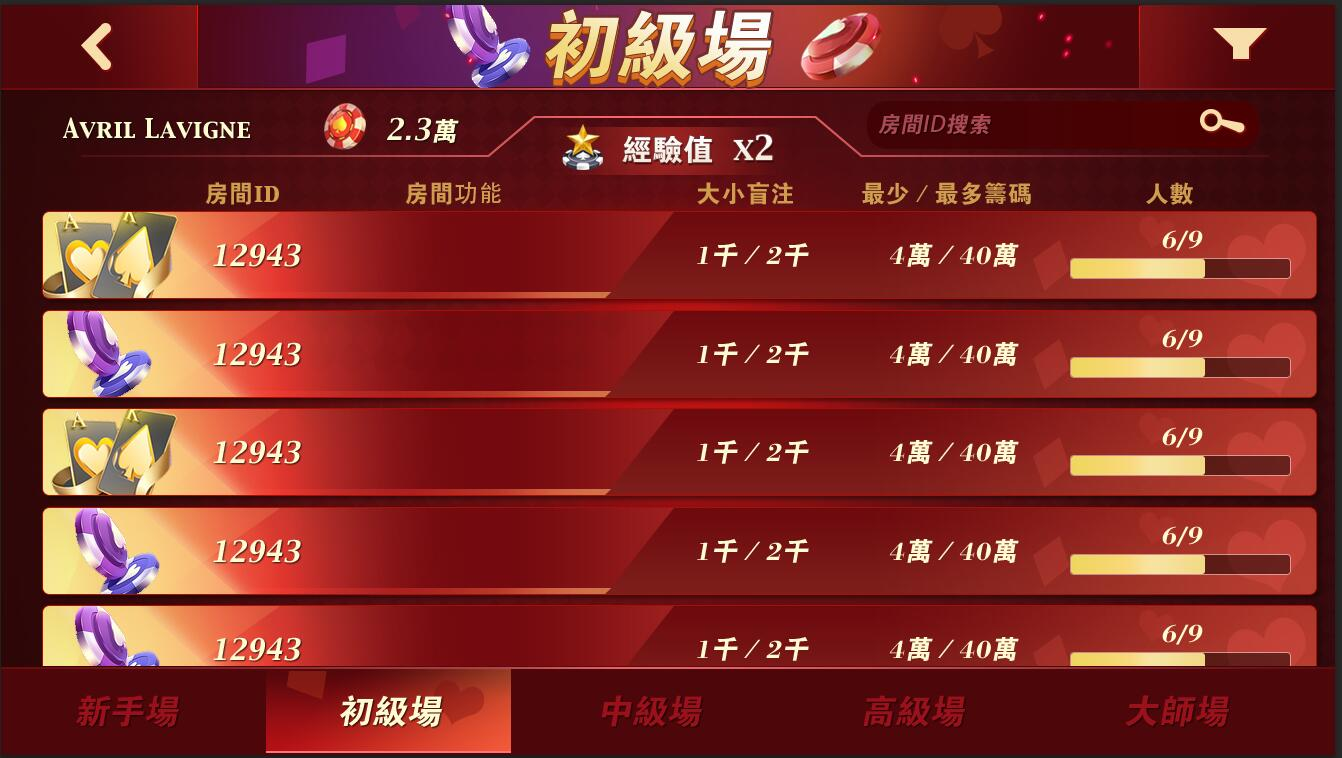 初級場
Avril Lavigne 2.3萬
經驗值 x2
房間ID搜索
房間ID 房間功能 大小盲注 最少 / 最多籌碼 人數
A K 12943 1千 / 2千 4萬 / 40萬 6/9
12943 1千 / 2千 4萬 / 40萬 6/9
A K 12943 1千 / 2千 4萬 / 40萬 6/9
12943 1千 / 2千 4萬 / 40萬 6/9
12943 1千 / 2千 4萬 / 40萬 6/9
新手場 初級場 中級場 高級場 大師場